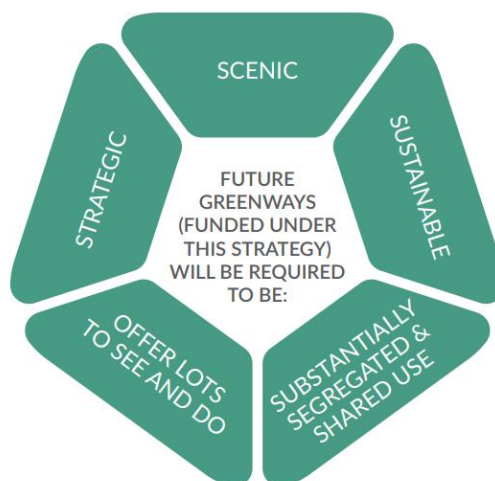 SCENIC
SUSTAINABLE
SUBSTANTIALLY
SEGREGATED &
SHARED USE
OFFER LOTS
TO SEE AND DO
STRATEGIC
FUTURE
GREENWAYS
(FUNDED UNDER
THIS STRATEGY)
WILL BE REQUIRED
TO BE: